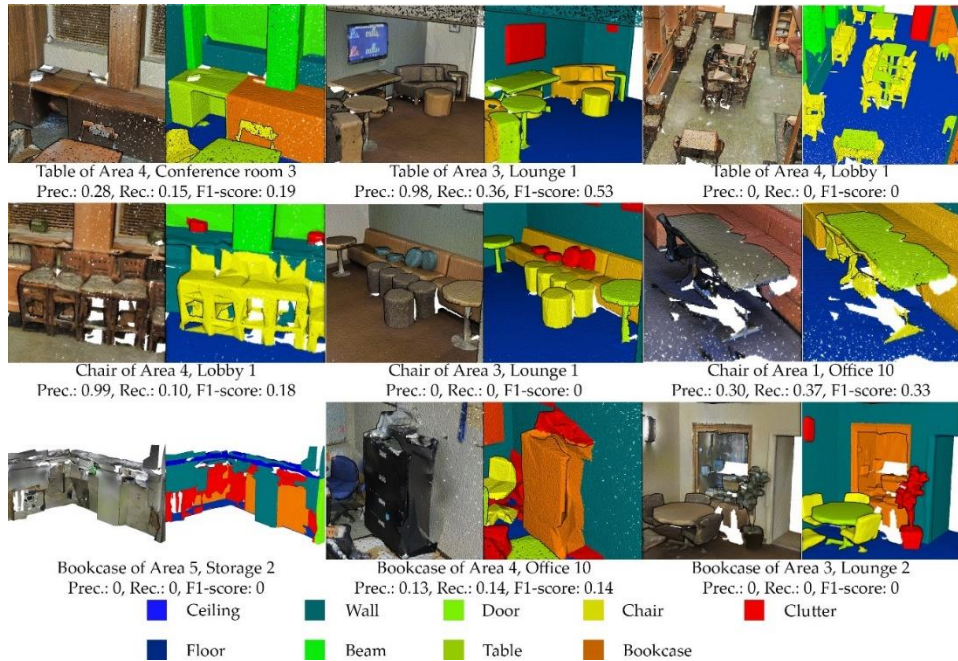 Table of Area 4, Conference room 3
Prec.: 0.28, Rec.: 0.15, F1-score: 0.19
Table of Area 3, Lounge 1
Prec.: 0.98, Rec.: 0.36, F1-score: 0.53
Table of Area 4, Lobby 1
Prec.: 0, Rec.: 0, F1-score: 0
Chair of Area 4, Lobby 1
Prec.: 0.99, Rec.: 0.10, F1-score: 0.18
Chair of Area 3, Lounge 1
Prec.: 0, Rec.: 0, F1-score: 0
Chair of Area 1, Office 10
Prec.: 0.30, Rec.: 0.37, F1-score: 0.33
Bookcase of Area 5, Storage 2
Prec.: 0, Rec.: 0, F1-score: 0
Bookcase of Area 4, Office 10
Prec.: 0.13, Rec.: 0.14, F1-score: 0.14
Bookcase of Area 3, Lounge 2
Prec.: 0, Rec.: 0, F1-score: 0
Ceiling
Wall
Door
Chair
Clutter
Floor
Beam
Table
Bookcase